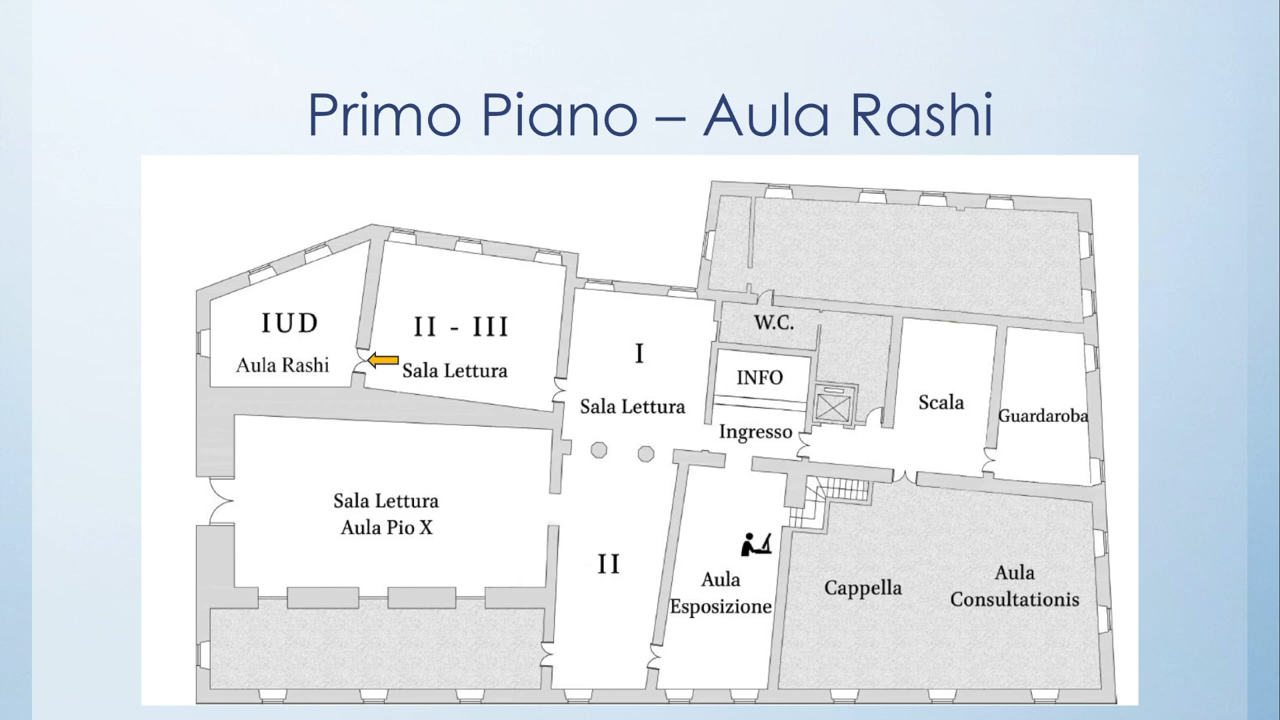 Primo Piano – Aula Rashi
IUD
Aula Rashi
II - III
Sala Lettura
I
Sala Lettura
W.C.
INFO
Ingresso
Scala
Guardaroba
Sala Lettura
Aula Pio X
II
Aula
Esposizione
Cappella
Aula
Consultationis